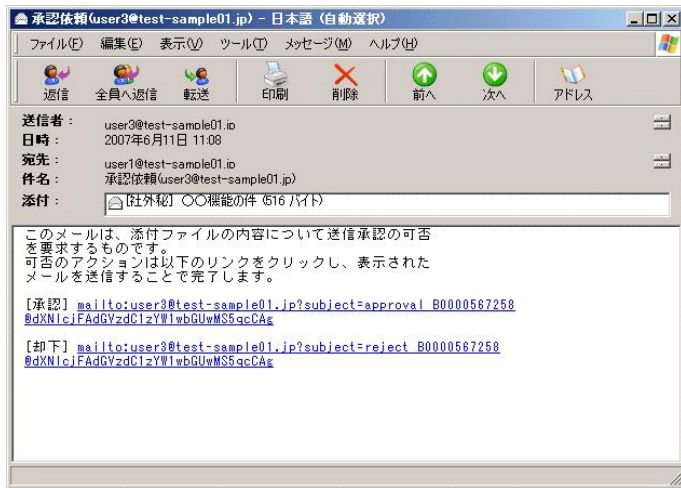 承認依頼(user3@test-sample01.jp) - 日本語 (自動選択)
ファイル(F) 編集(E) 表示(V) ツール(T) メッセージ(M) ヘルプ(H)
返信 全員へ返信 転送 印刷 削除 前へ 次へ アドレス
送信者: user3@test-sample01.jp
日時: 2007年6月11日 11:08
宛先: user1@test-sample01.jp
件名: 承認依頼(user3@test-sample01.jp)
添付: 【社外秘】〇〇機能の件 (516 バイト)
このメールは、添付ファイルの内容について送信承認の可否
を要求するものです。
可否のアクションは以下のリンクをクリックし、表示された
メールを送信することで完了します。
[承認] mailto:user3@test-sample01.jp?subject=approval B0000567258
@dXNlcjFAdGVzdC1zYW1wbGUwMS5qcCAg
[却下] mailto:user3@test-sample01.jp?subject=reject B0000567258
@dXNlcjFAdGVzdC1zYW1wbGUwMS5qcCAg